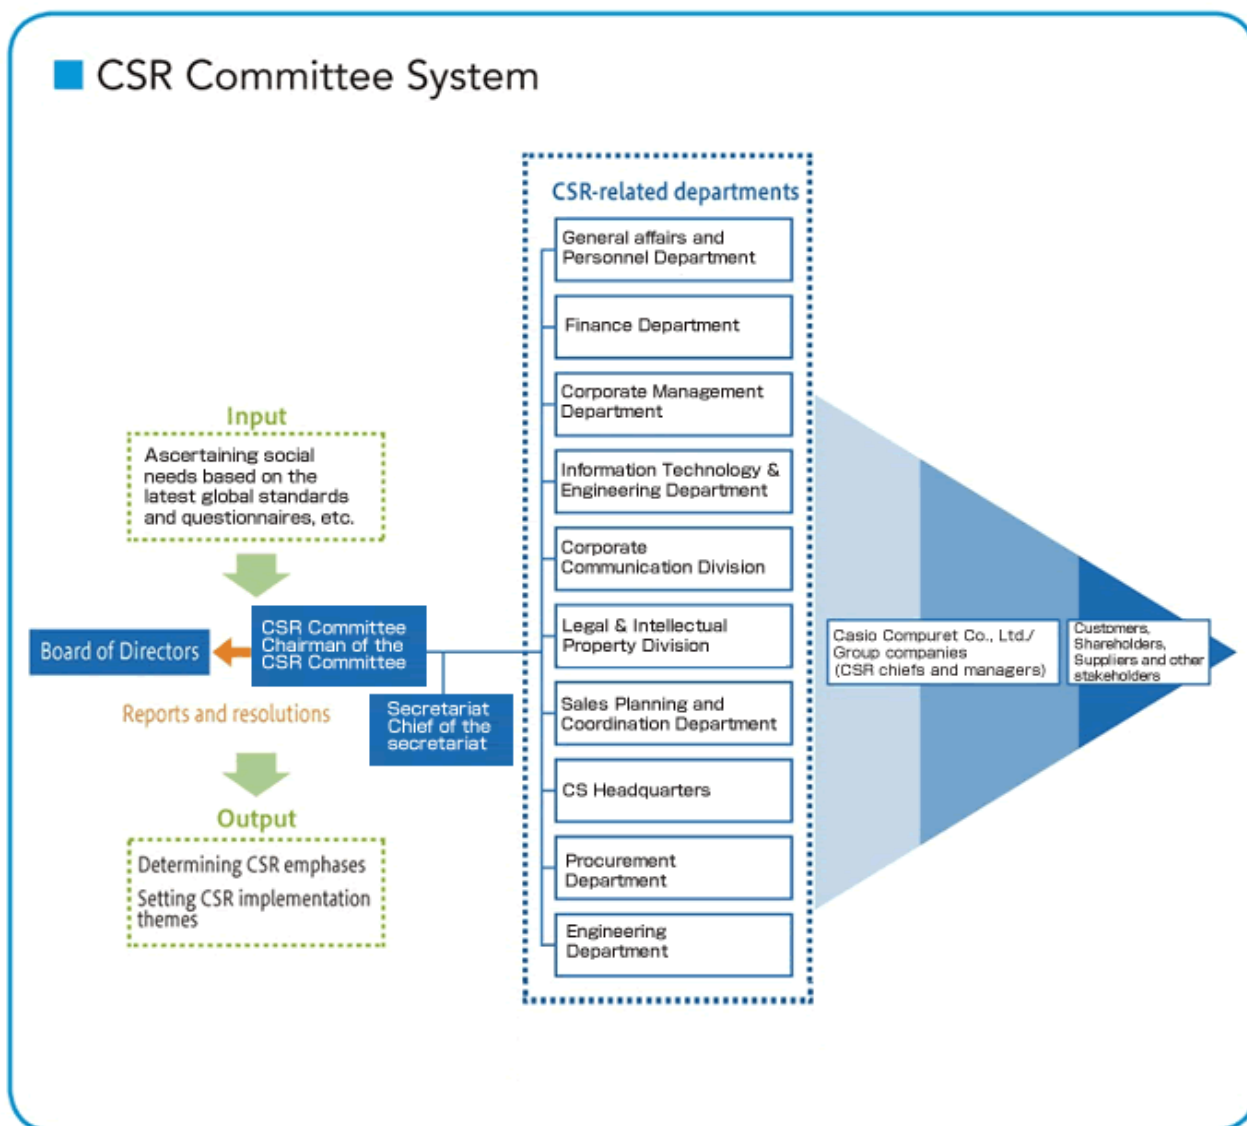 CSR Committee System
CSR-related departments
General affairs and
Personnel Department
Finance Department
Corporate Management
Department
Information Technology &
Engineering Department
Corporate
Communication Division
Legal & Intellectual
Property Division
Sales Planning and
Coordination Department
CS Headquarters
Procurement
Department
Engineering
Department
Input
Ascertaining social
needs based on the
latest global standards
and questionnaires, etc.
Board of Directors
CSR Committee
Chairman of the
CSR Committee
Reports and resolutions
Secretariat
Chief of the
secretariat
Output
Determining CSR emphases
Setting CSR implementation
themes
Casio Compuret Co., Ltd./
Group companies
(CSR chiefs and managers)
Customers,
Shareholders,
Suppliers and other
stakeholders